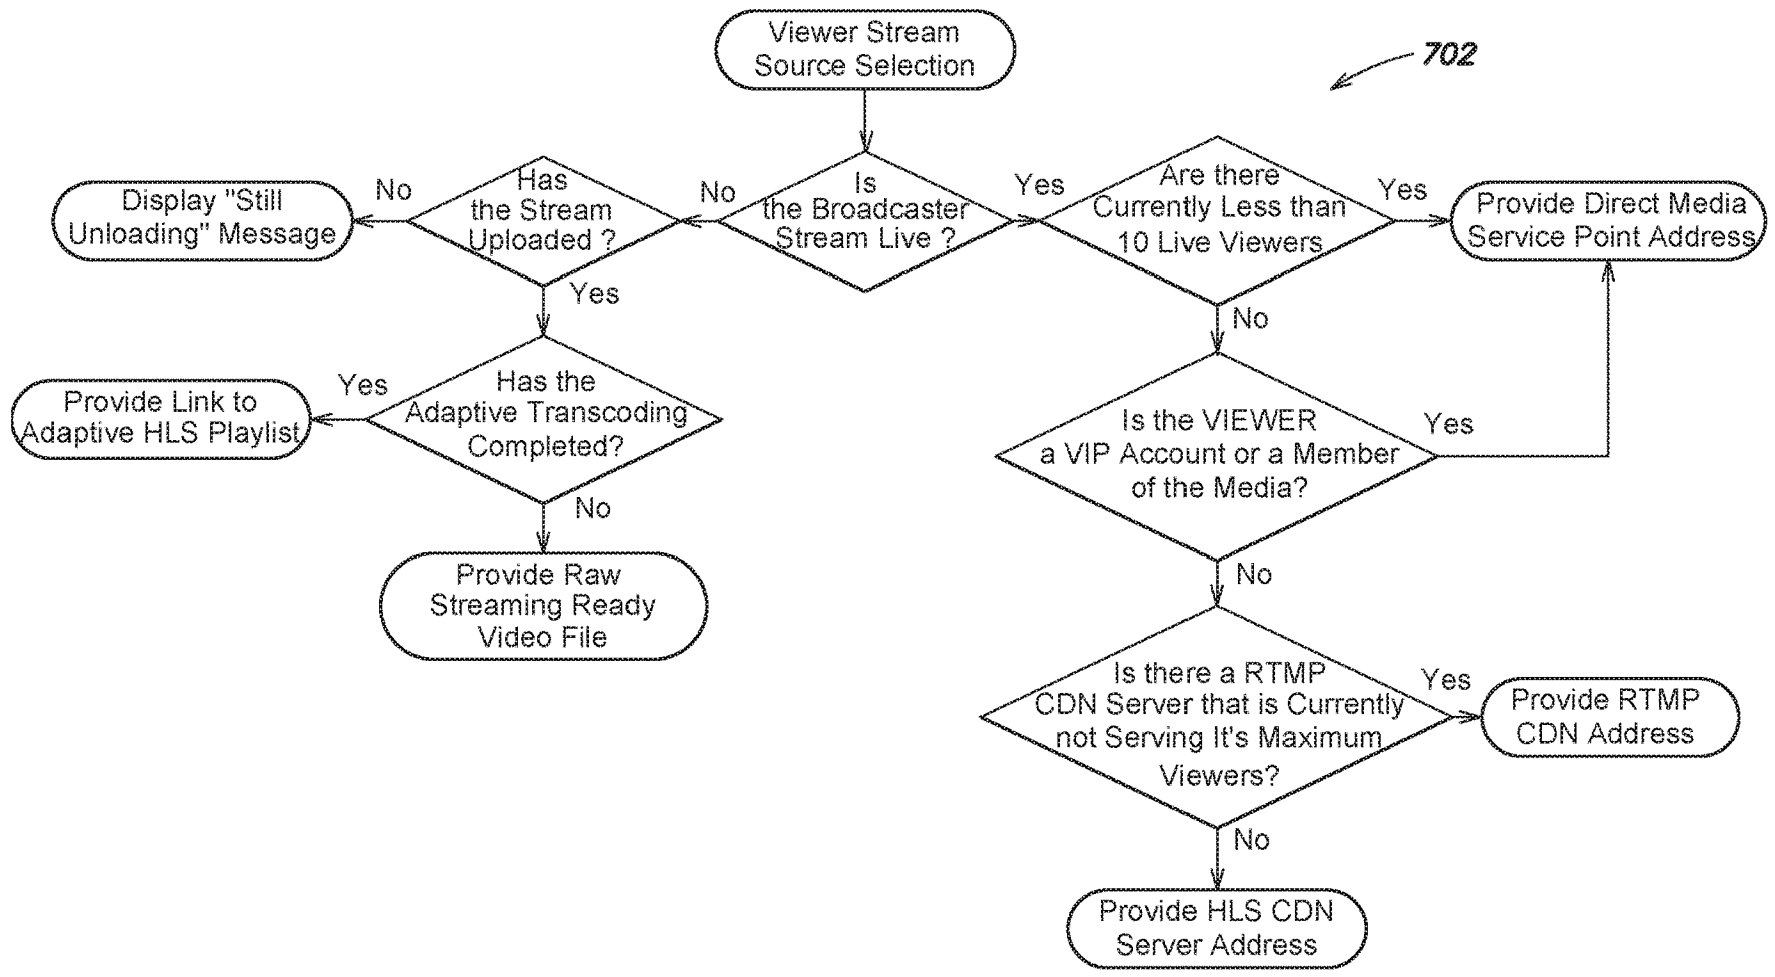 Viewer Stream
Source Selection
702
Is
the Broadcaster
Stream Live ?
No
Yes
Has
the Stream
Uploaded ?
No
Yes
Display "Still
Unloading" Message
Has the
Adaptive Transcoding
Completed?
Yes
No
Provide Link to
Adaptive HLS Playlist
Provide Raw
Streaming Ready
Video File
Are there
Currently Less than
10 Live Viewers
Yes
No
Provide Direct Media
Service Point Address
Is the VIEWER
a VIP Account or a Member
of the Media?
Yes
No
Is there a RTMP
CDN Server that is Currently
not Serving It's Maximum
Viewers?
Yes
No
Provide RTMP
CDN Address
Provide HLS CDN
Server Address